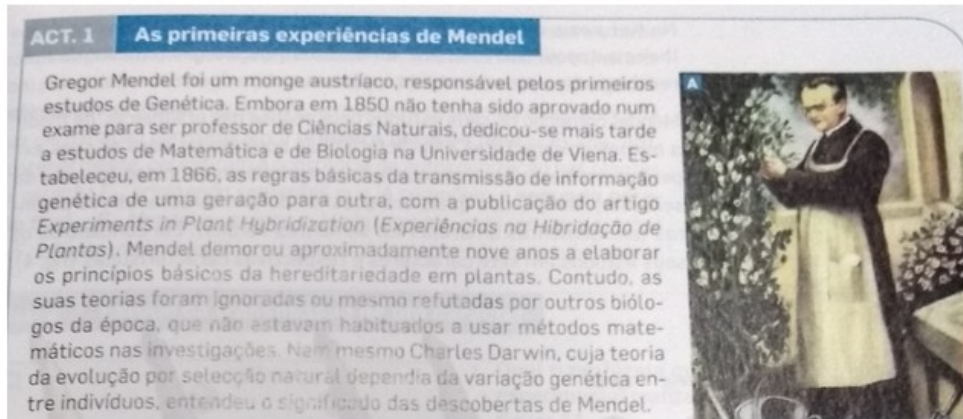 ACT. 1 As primeiras experiências de Mendel
Gregor Mendel foi um monge austríaco, responsável pelos primeiros
estudos de Genética. Embora em 1850 não tenha sido aprovado num
exame para ser professor de Ciências Naturais, dedicou-se mais tarde
a estudos de Matemática e de Biologia na Universidade de Viena. Es-
tabeleceu, em 1866, as regras básicas da transmissão de informação
genética de uma geração para outra, com a publicação do artigo
Experiments in Plant Hybridization (Experiências na Hibridação de
Plantas). Mendel demorou aproximadamente nove anos a elaborar
os princípios básicos da hereditariedade em plantas. Contudo, as
suas teorias foram ignoradas ou mesmo refutadas por outros biólo-
gos da época, que não estavam habituados a usar métodos mate-
máticos nas investigações. Nem mesmo Charles Darwin, cuja teoria
da evolução por selecção natural dependia da variação genética en-
tre indivíduos, entendeu o significado das descobertas de Mendel.
A